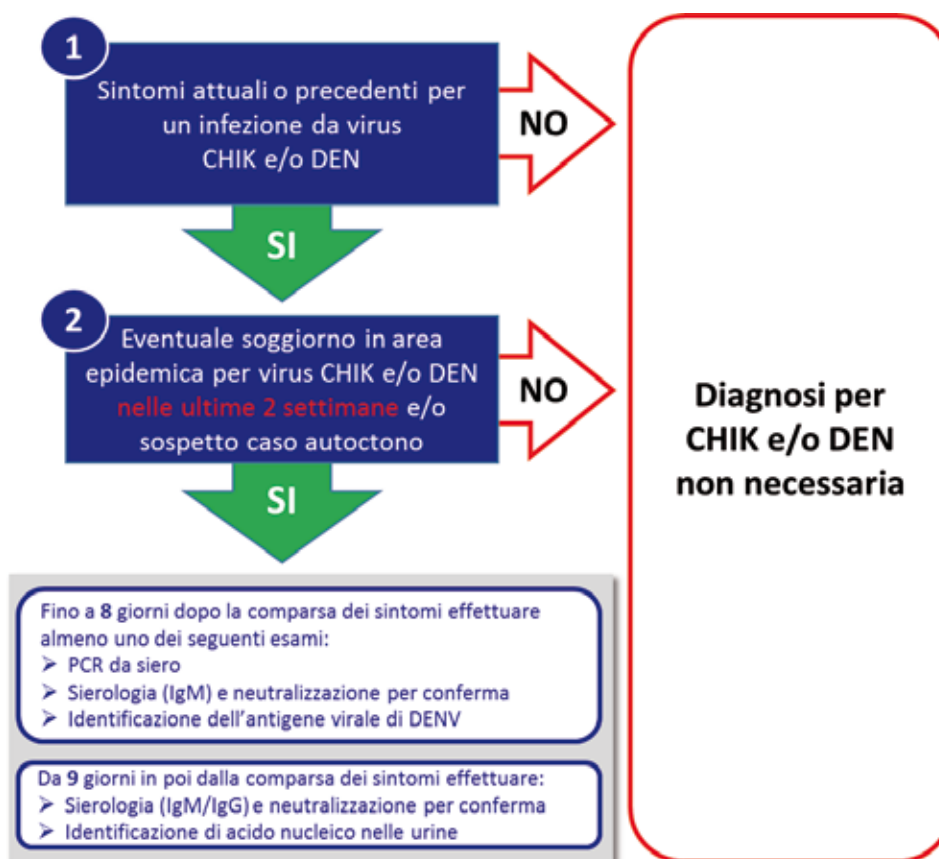 1
Sintomi attuali o precedenti per
un infezione da virus
CHIK e/o DEN
NO
SI
2
Eventuale soggiorno in area
epidemica per virus CHIK e/o DEN
nelle ultime 2 settimane e/o
sospetto caso autoctono
NO
SI
Diagnosi per
CHIK e/o DEN
non necessaria
Fino a 8 giorni dopo la comparsa dei sintomi effettuare
almeno uno dei seguenti esami:
➢ PCR da siero
➢ Sierologia (IgM) e neutralizzazione per conferma
➢ Identificazione dell'antigene virale di DENV
Da 9 giorni in poi dalla comparsa dei sintomi effettuare:
➢ Sierologia (IgM/IgG) e neutralizzazione per conferma
➢ Identificazione di acido nucleico nelle urine